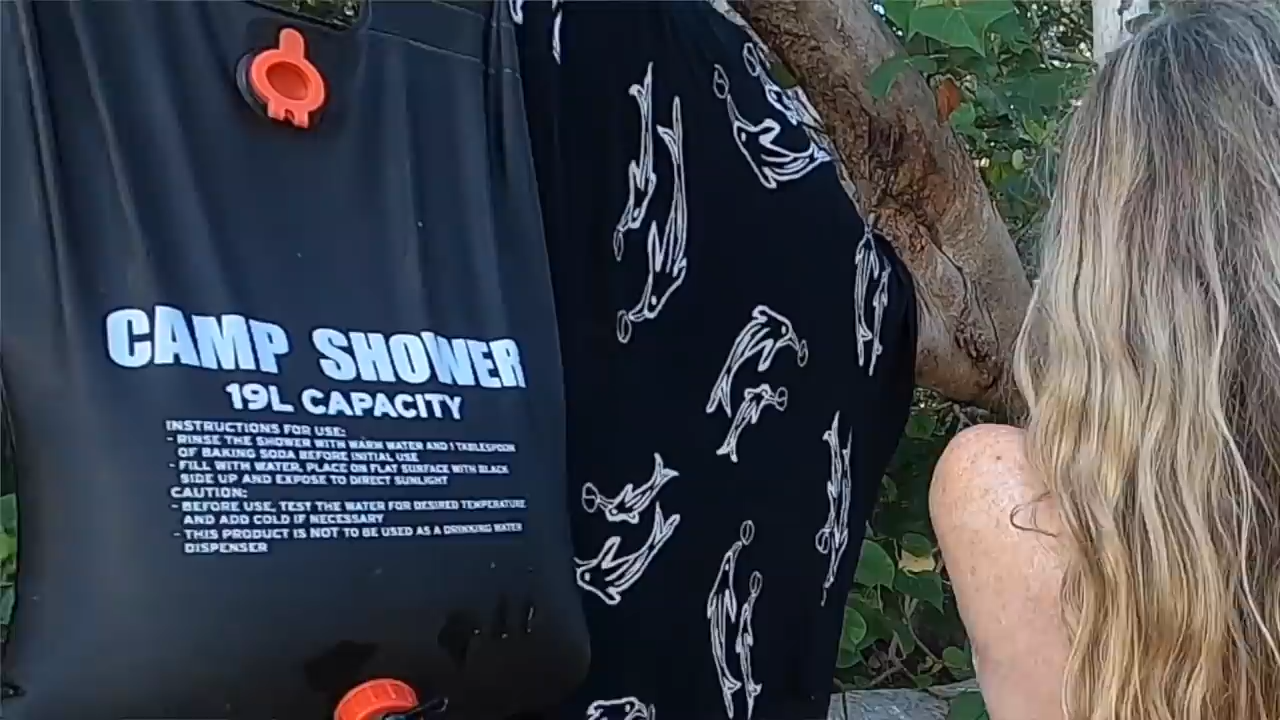 CAMP SHOWER
19L CAPACITY
INSTRUCTIONS FOR USE:
- RINSE THE SHOWER WITH WARM WATER AND 1 TABLESPOON
OF BAKING SODA BEFORE INITIAL USE
- FILL WITH WATER, PLACE ON FLAT SURFACE WITH BLACK
SIDE UP AND EXPOSE TO DIRECT SUNLIGHT
CAUTION:
- BEFORE USE, TEST THE WATER FOR DESIRED TEMPERATURE
AND ADD COLD IF NECESSARY
- THIS PRODUCT IS NOT TO BE USED AS A DRINKING WATER
DISPENSER